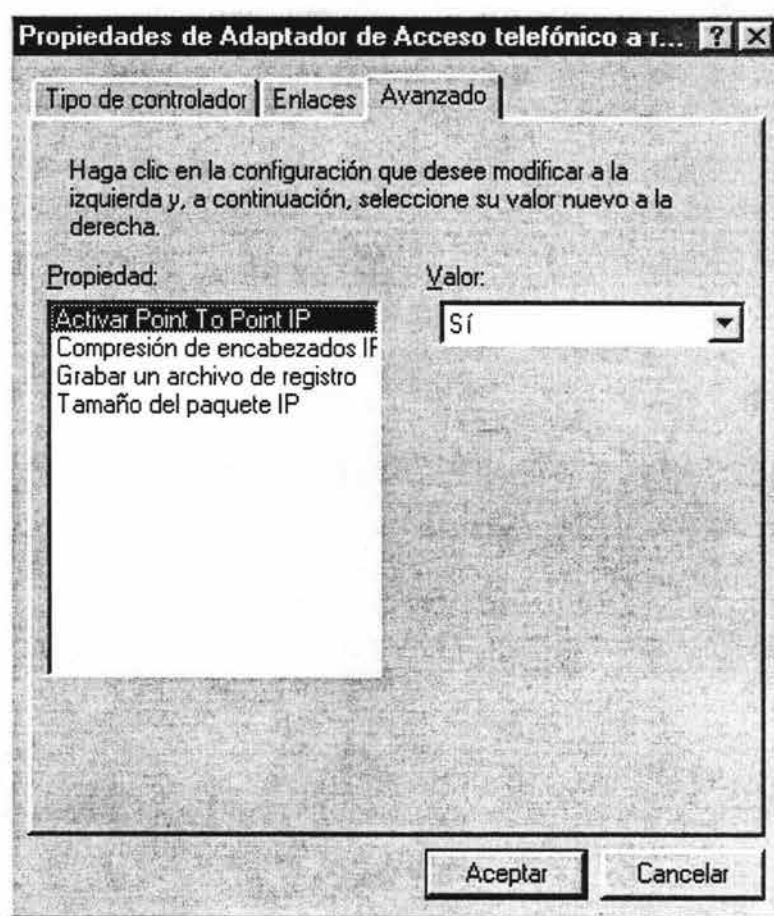 Propiedades de Adaptador de Acceso telefónico a r...
Tipo de controlador Enlaces Avanzado
Haga clic en la configuración que desee modificar a la
izquierda y, a continuación, seleccione su valor nuevo a la
derecha.
Propiedad: Valor:
Activar Point To Point IP Sí
Compresión de encabezados IF
Grabar un archivo de registro
Tamaño del paquete IP
Aceptar Cancelar